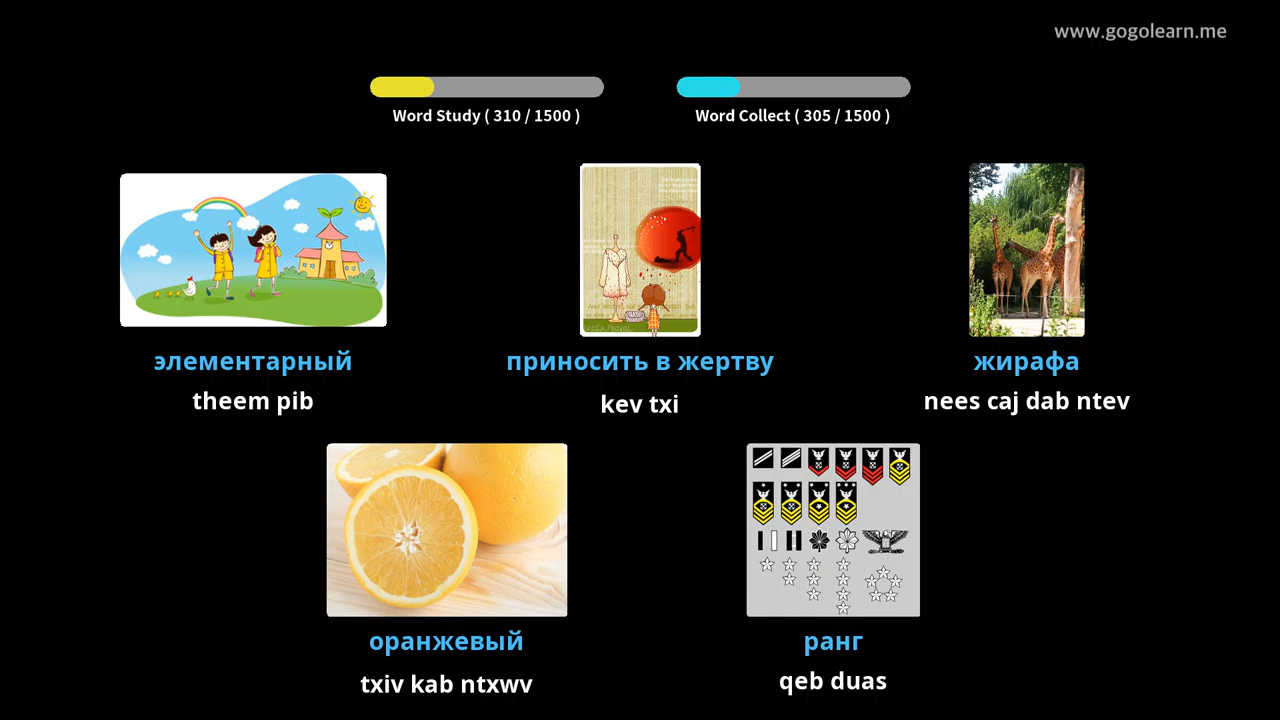 www.gogolearn.me
Word Study ( 310 / 1500 )
Word Collect ( 305 / 1500 )
элементарный
theem pib
приносить в жертву
kev txi
жирафа
nees caj dab ntev
оранжевый
txiv kab ntxwv
ранг
qeb duas